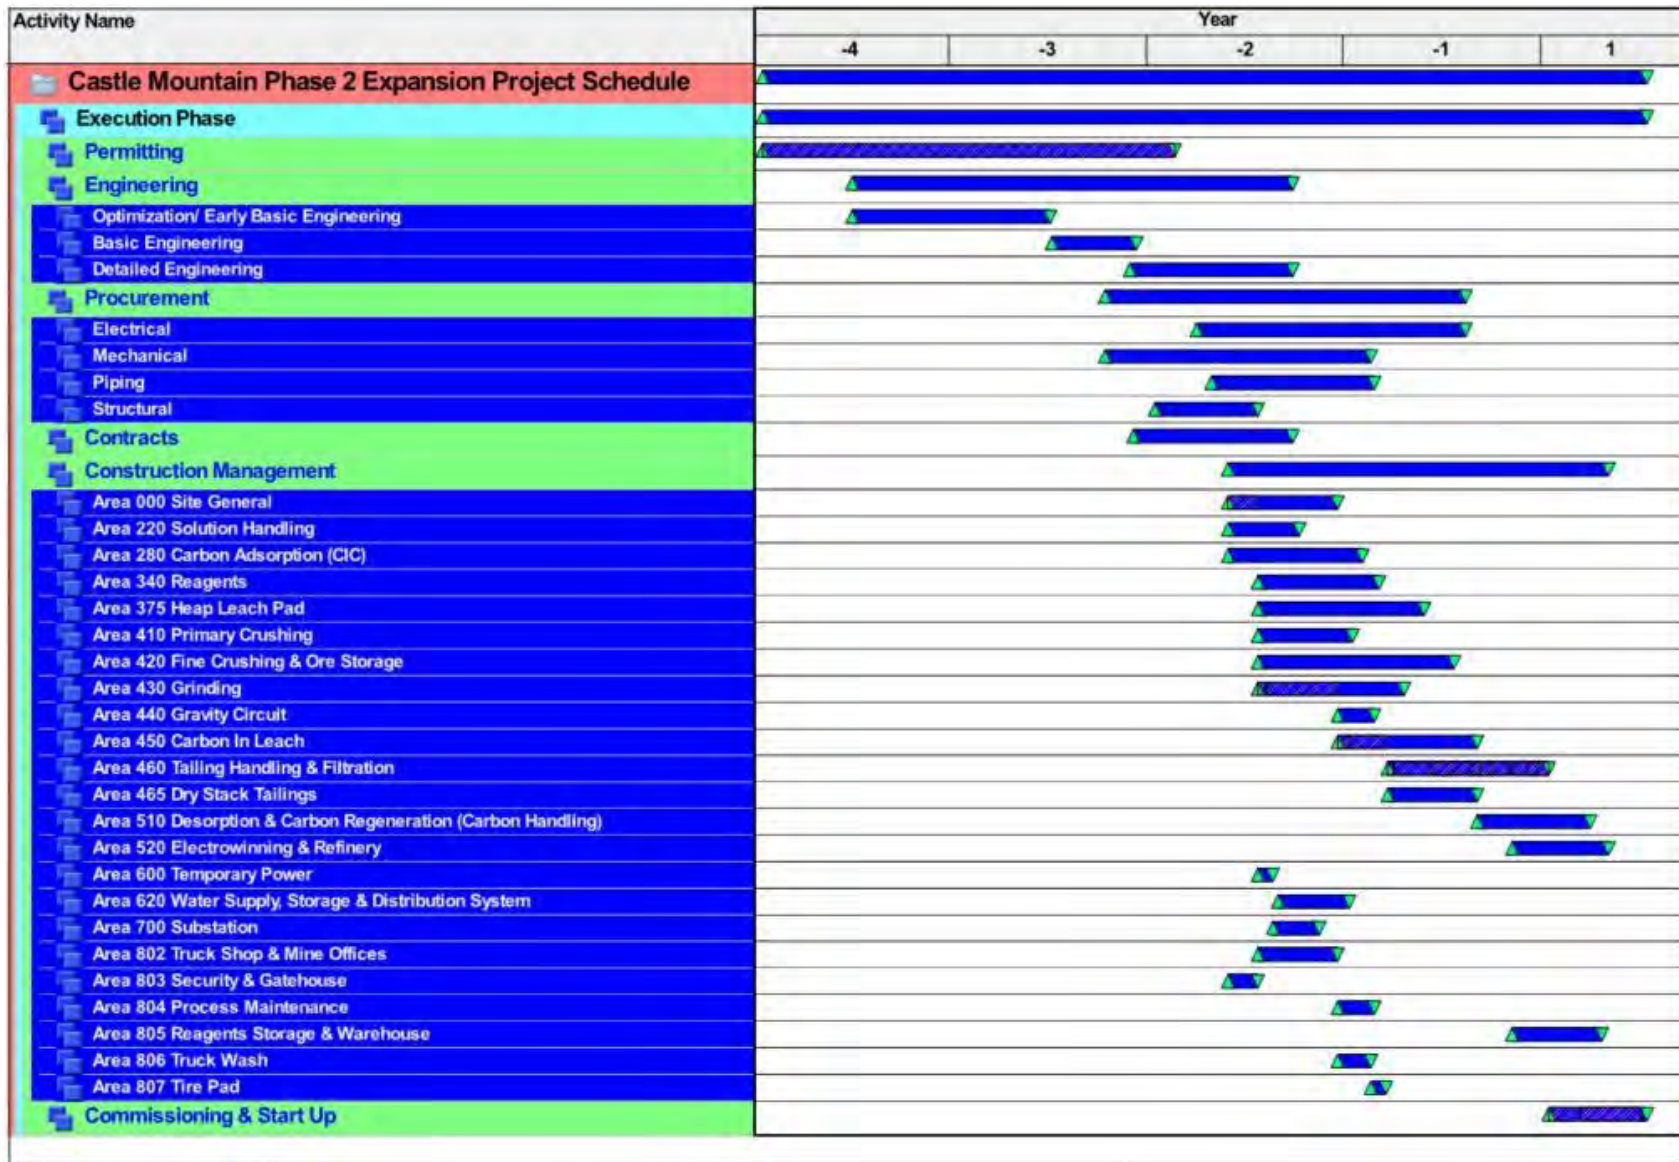 Activity Name
Year
-4 -3 -2 -1 1
Castle Mountain Phase 2 Expansion Project Schedule
Execution Phase
Permitting
Engineering
Optimization/ Early Basic Engineering
Basic Engineering
Detailed Engineering
Procurement
Electrical
Mechanical
Piping
Structural
Contracts
Construction Management
Area 000 Site General
Area 220 Solution Handling
Area 280 Carbon Adsorption (CIC)
Area 340 Reagents
Area 375 Heap Leach Pad
Area 410 Primary Crushing
Area 420 Fine Crushing & Ore Storage
Area 430 Grinding
Area 440 Gravity Circuit
Area 450 Carbon In Leach
Area 460 Tailing Handling & Filtration
Area 465 Dry Stack Tailings
Area 510 Desorption & Carbon Regeneration (Carbon Handling)
Area 520 Electrowinning & Refinery
Area 600 Temporary Power
Area 620 Water Supply, Storage & Distribution System
Area 700 Substation
Area 802 Truck Shop & Mine Offices
Area 803 Security & Gatehouse
Area 804 Process Maintenance
Area 805 Reagents Storage & Warehouse
Area 806 Truck Wash
Area 807 Tire Pad
Commissioning & Start Up